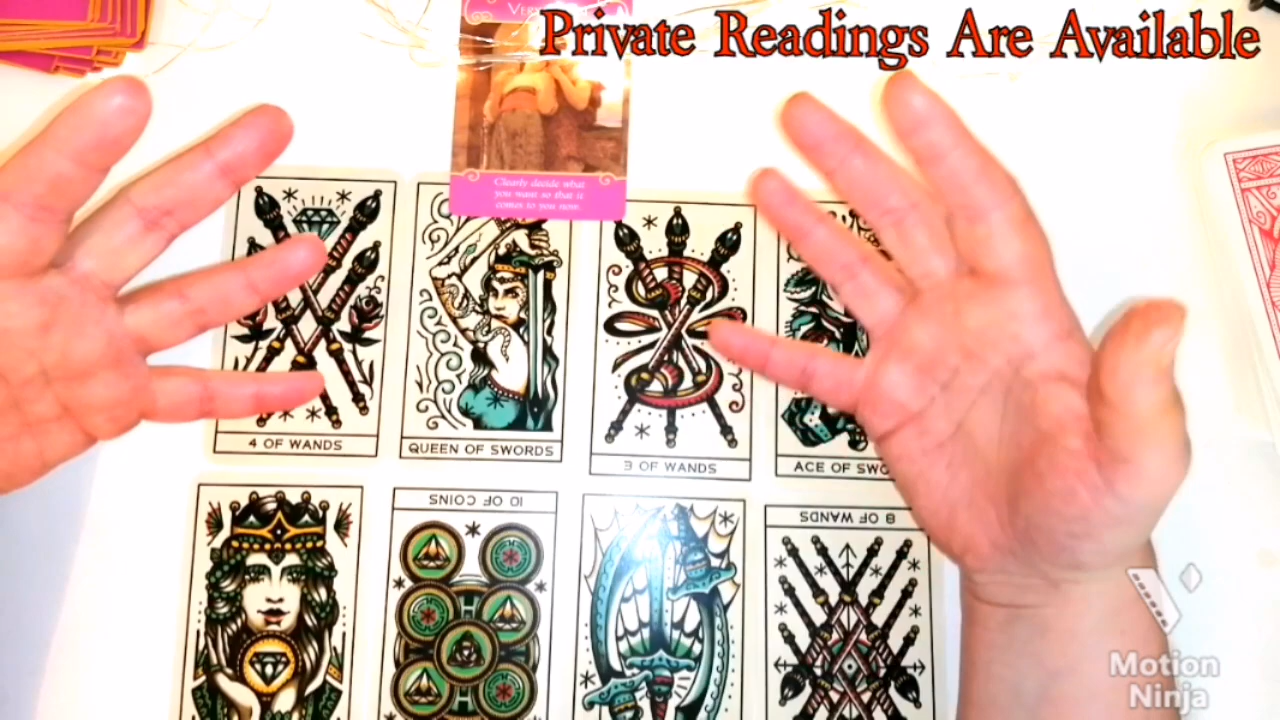 Private Readings Are Available
Clearly decide what
you want so that it
comes to you now.
4 OF WANDS
QUEEN OF SWORDS
3 OF WANDS
ACE OF
10 OF COINS
8 OF WANDS
Motion
Ninja